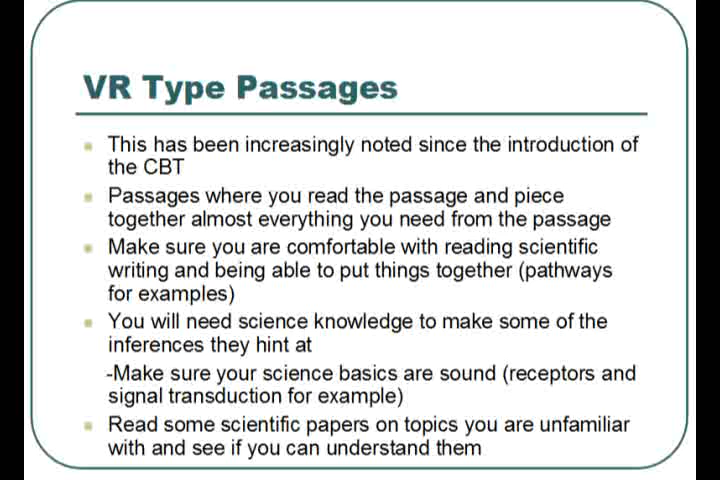 VR Type Passages
This has been increasingly noted since the introduction of
the CBT
Passages where you read the passage and piece
together almost everything you need from the passage
Make sure you are comfortable with reading scientific
writing and being able to put things together (pathways
for examples)
You will need science knowledge to make some of the
inferences they hint at
-Make sure your science basics are sound (receptors and
signal transduction for example)
Read some scientific papers on topics you are unfamiliar
with and see if you can understand them